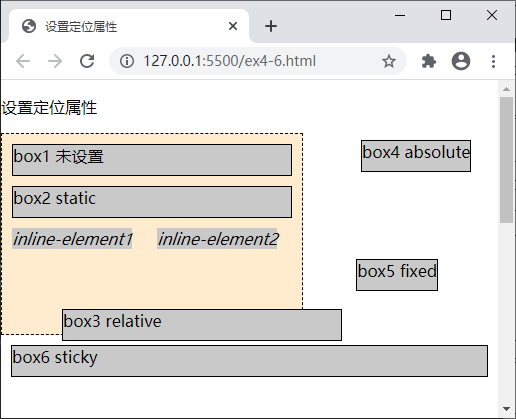 设置定位属性
127.0.0.1:5500/ex4-6.html
设置定位属性
box1 未设置
box4 absolute
box2 static
inline-element1 inline-element2
box5 fixed
box3 relative
box6 sticky